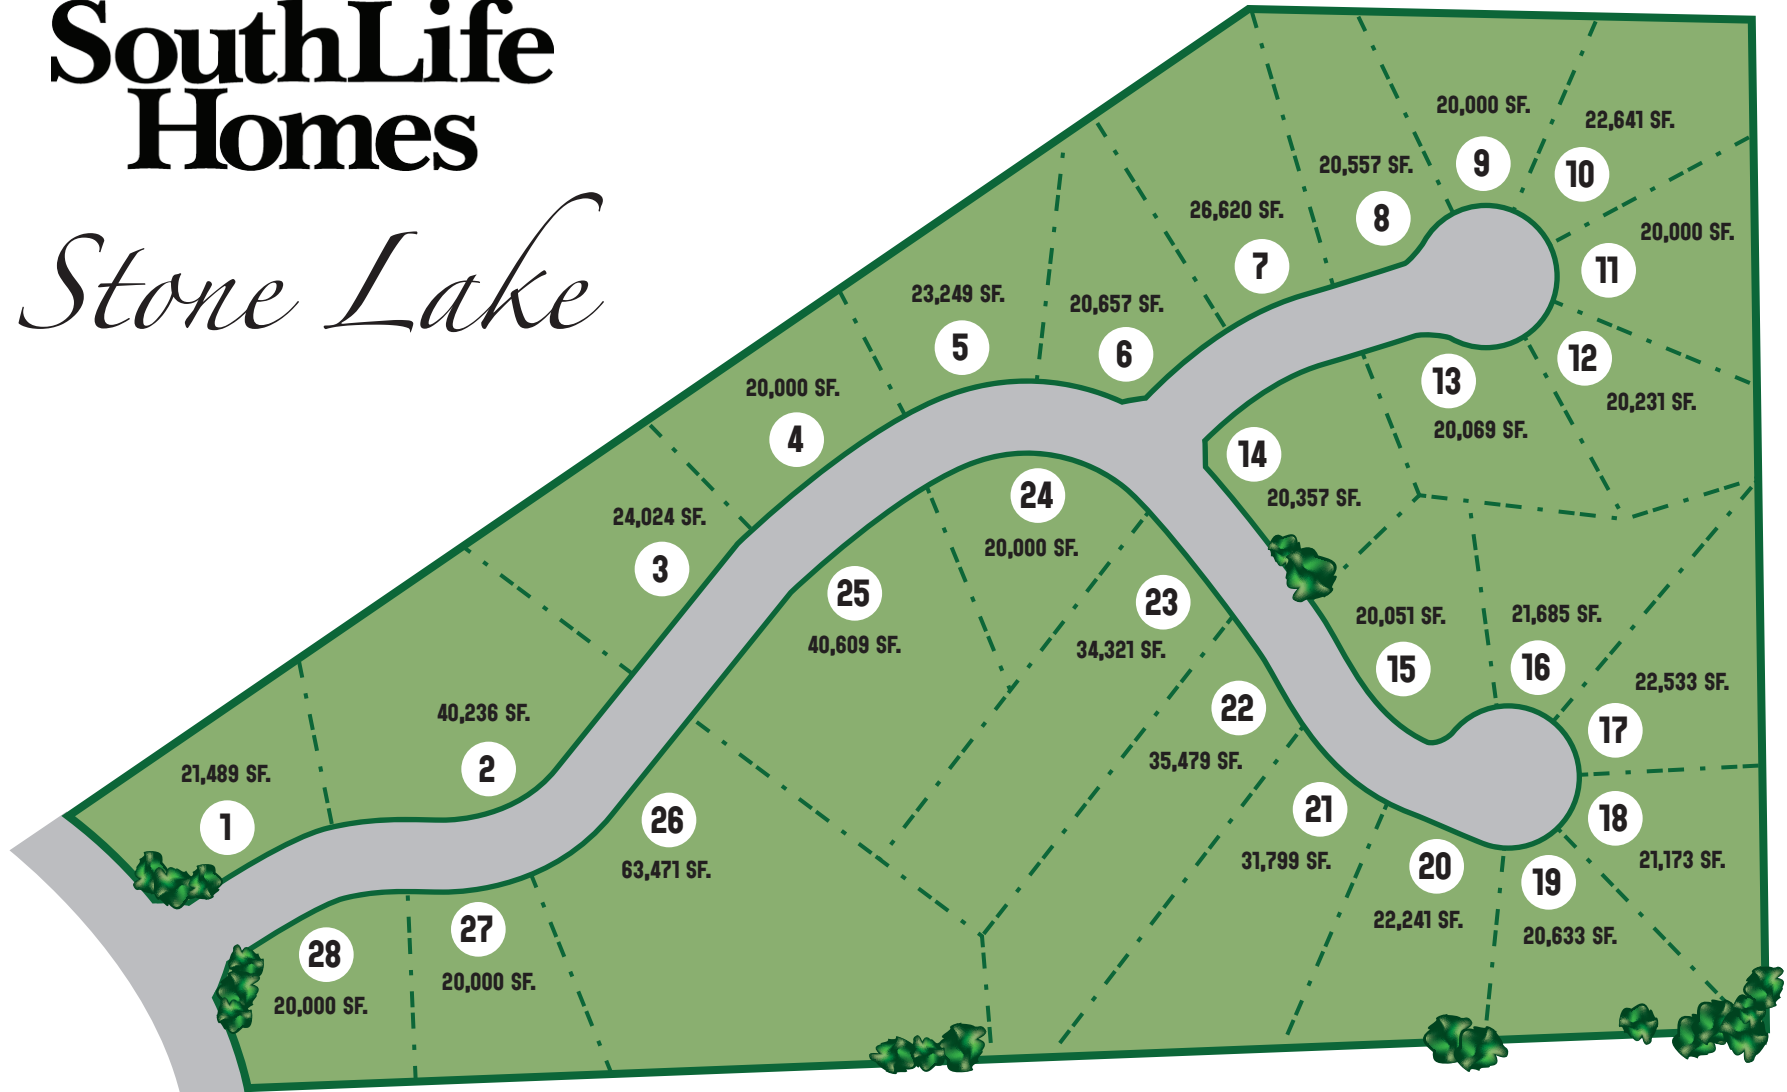 SouthLife
Homes
Stone Lake
21,489 SF.
1
40,236 SF.
2
24,024 SF.
3
20,000 SF.
4
23,249 SF.
5
20,657 SF.
6
26,620 SF.
7
20,557 SF.
8
20,000 SF.
9
22,641 SF.
10
20,000 SF.
11
12
20,231 SF.
13
20,069 SF.
14
20,357 SF.
20,051 SF.
15
21,685 SF.
16
22,533 SF.
17
18
21,173 SF.
19
20,633 SF.
20
22,241 SF.
21
31,799 SF.
22
35,479 SF.
23
34,321 SF.
24
20,000 SF.
25
40,609 SF.
26
63,471 SF.
27
20,000 SF.
28
20,000 SF.